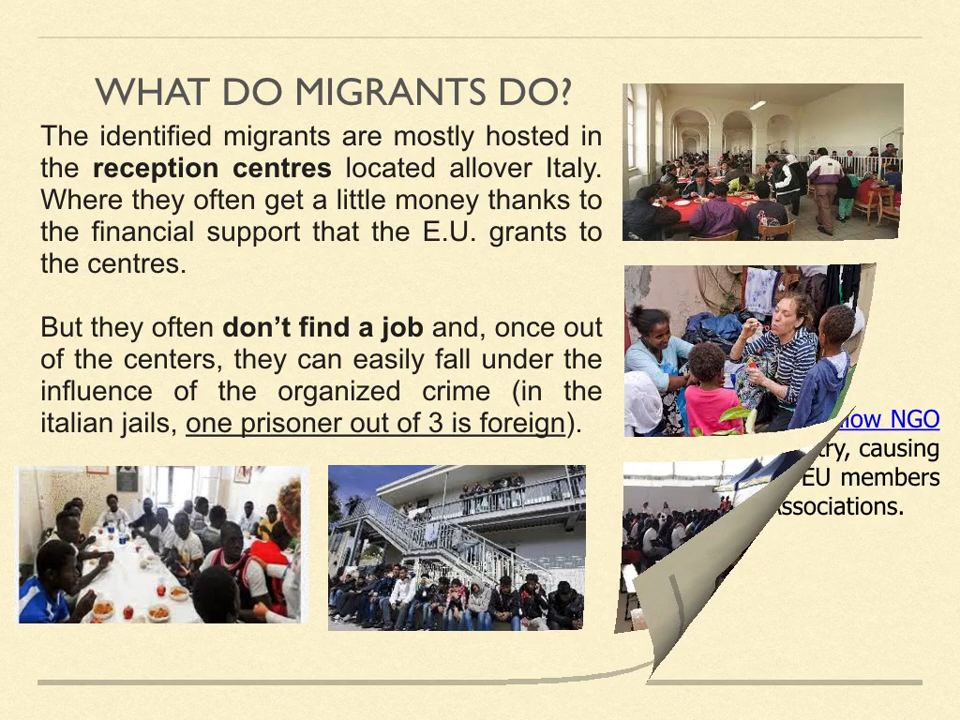 WHAT DO MIGRANTS DO?
The identified migrants are mostly hosted in
the reception centres located allover Italy.
Where they often get a little money thanks to
the financial support that the E.U. grants to
the centres.
But they often don’t find a job and, once out
of the centers, they can easily fall under the
influence of the organized crime (in the
italian jails, one prisoner out of 3 is foreign).
NGO
causing
EU members
Associations.